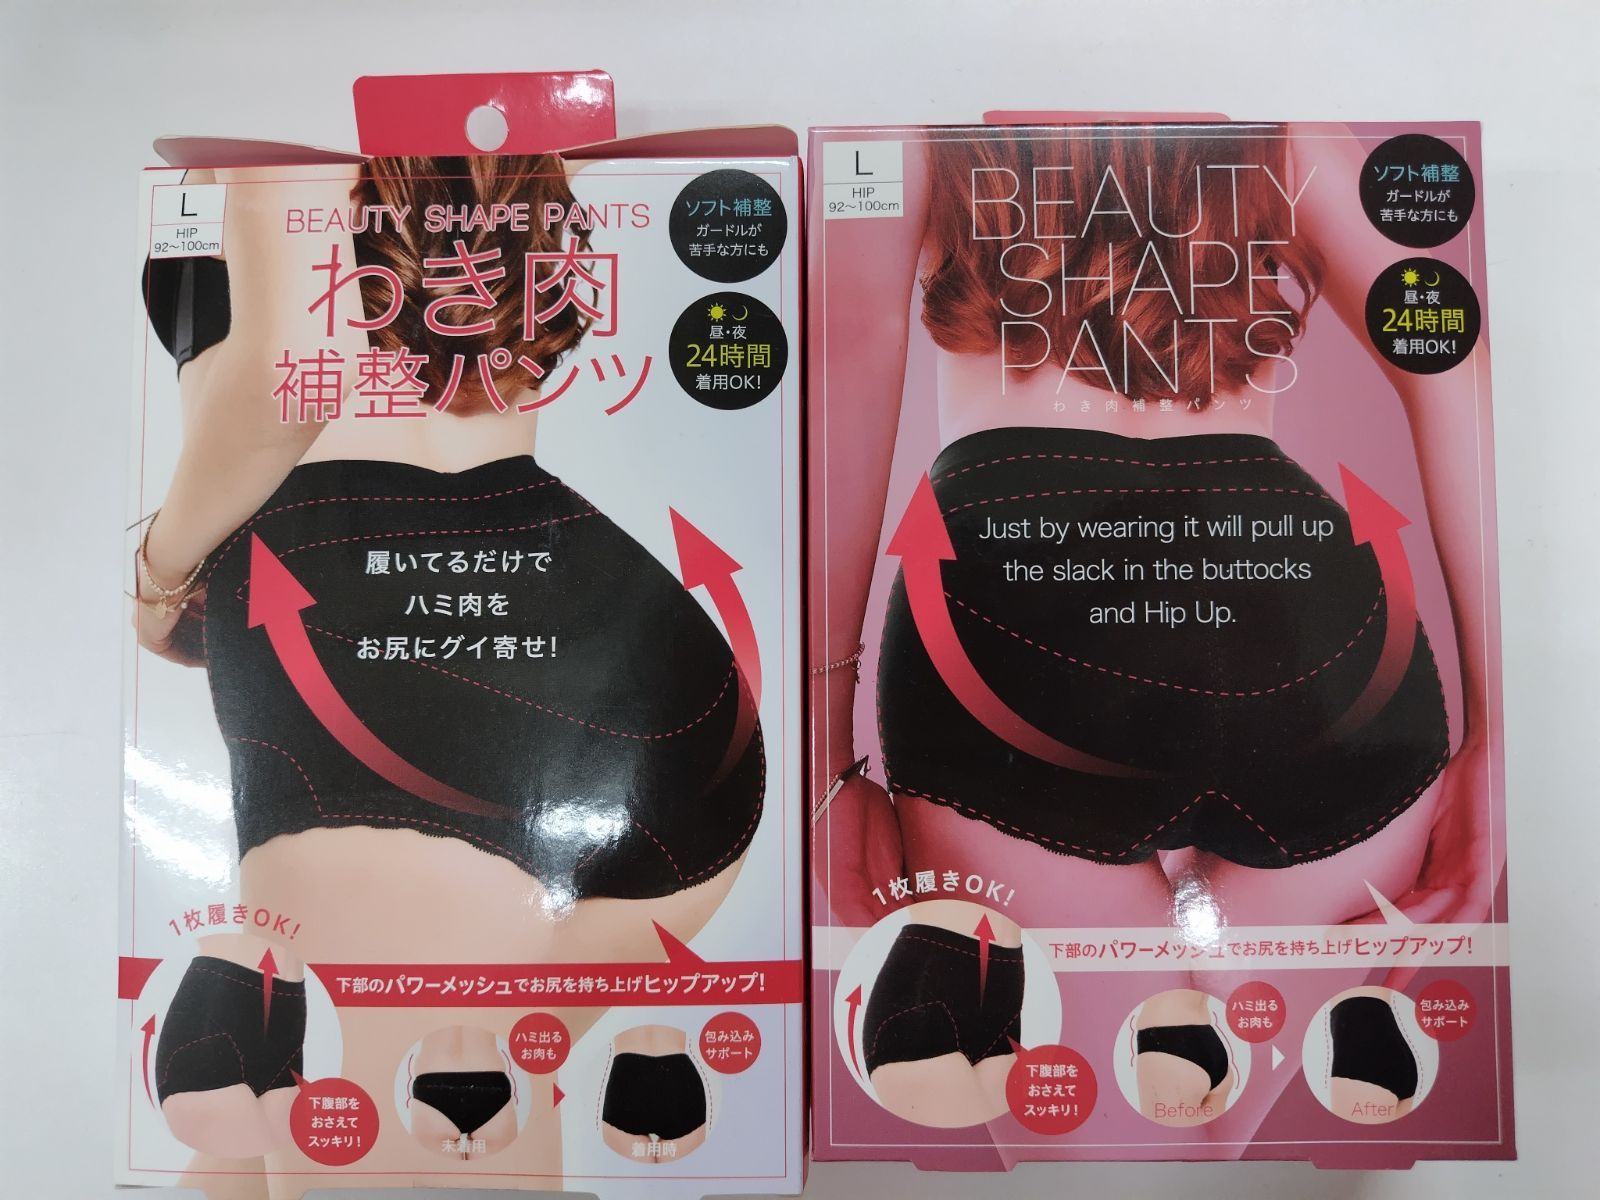 L
HIP
92～100cm
BEAUTY SHAPE PANTS
わき肉
補整パンツ
ソフト補整
ガードルが
苦手な方にも
昼・夜
24時間
着用OK!
履いてるだけで
ハミ肉を
お尻にグイ寄せ!
1枚履きOK!
下部のパワーメッシュでお尻を持ち上げヒップアップ!
下腹部を
おさえて
スッキリ!
ハミ出る
お肉も
未着用
包み込み
サポート
着用時
L
HIP
92～100cm
BEAUTY
SHAPE
PANTS
わき肉補整パンツ
ソフト補整
ガードルが
苦手な方にも
昼・夜
24時間
着用OK!
Just by wearing it will pull up
the slack in the buttocks
and Hip Up.
1枚履きOK!
下部のパワーメッシュでお尻を持ち上げヒップアップ!
下腹部を
おさえて
スッキリ!
ハミ出る
お肉も
Before
包み込み
サポート
After